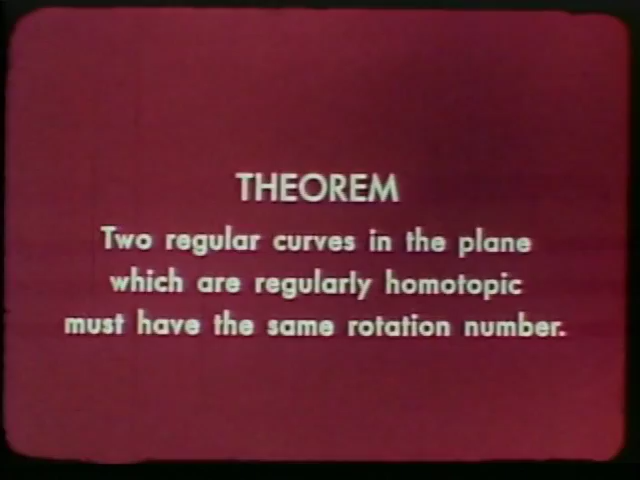 THEOREM
Two regular curves in the plane
which are regularly homotopic
must have the same rotation number.